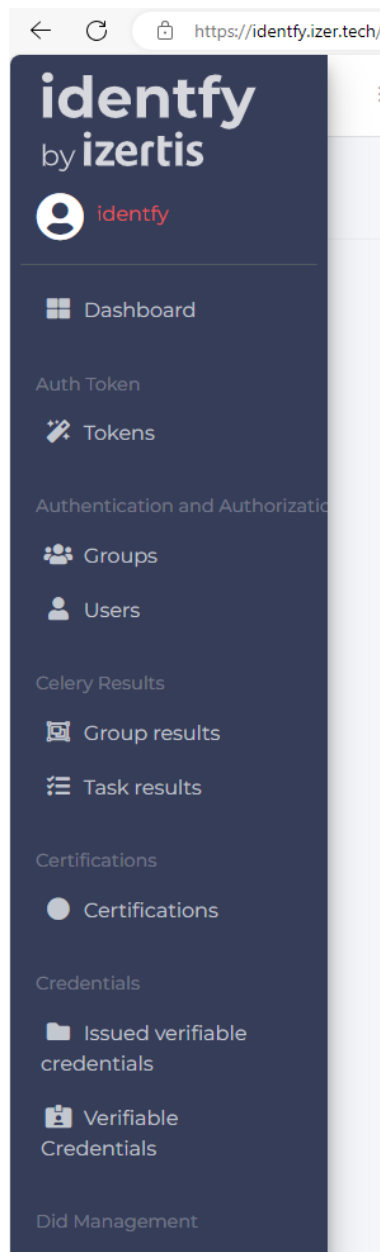 https://identfy.izer.tech/
identfy
by izertis
identfy
Dashboard
Auth Token
Tokens
Authentication and Authorizatio
Groups
Users
Celery Results
Group results
Task results
Certifications
Certifications
Credentials
Issued verifiable
credentials
Verifiable
Credentials
Did Management